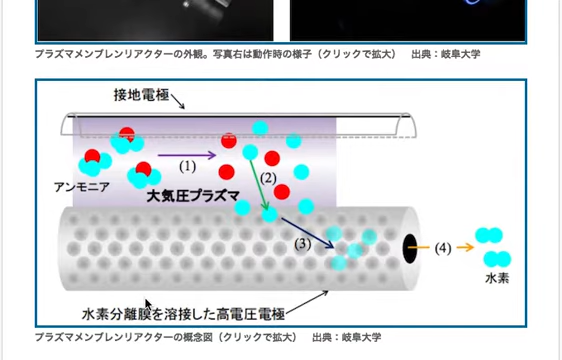 プラズマメンブレンリアクターの外観。写真右は動作時の様子（クリックで拡大） 出典：岐阜大学
接地電極
(1)
(2)
アンモニア
大気圧プラズマ
(3)
(4)
水素
水素分離膜を溶接した高電圧電極
プラズマメンブレンリアクターの概念図（クリックで拡大） 出典：岐阜大学